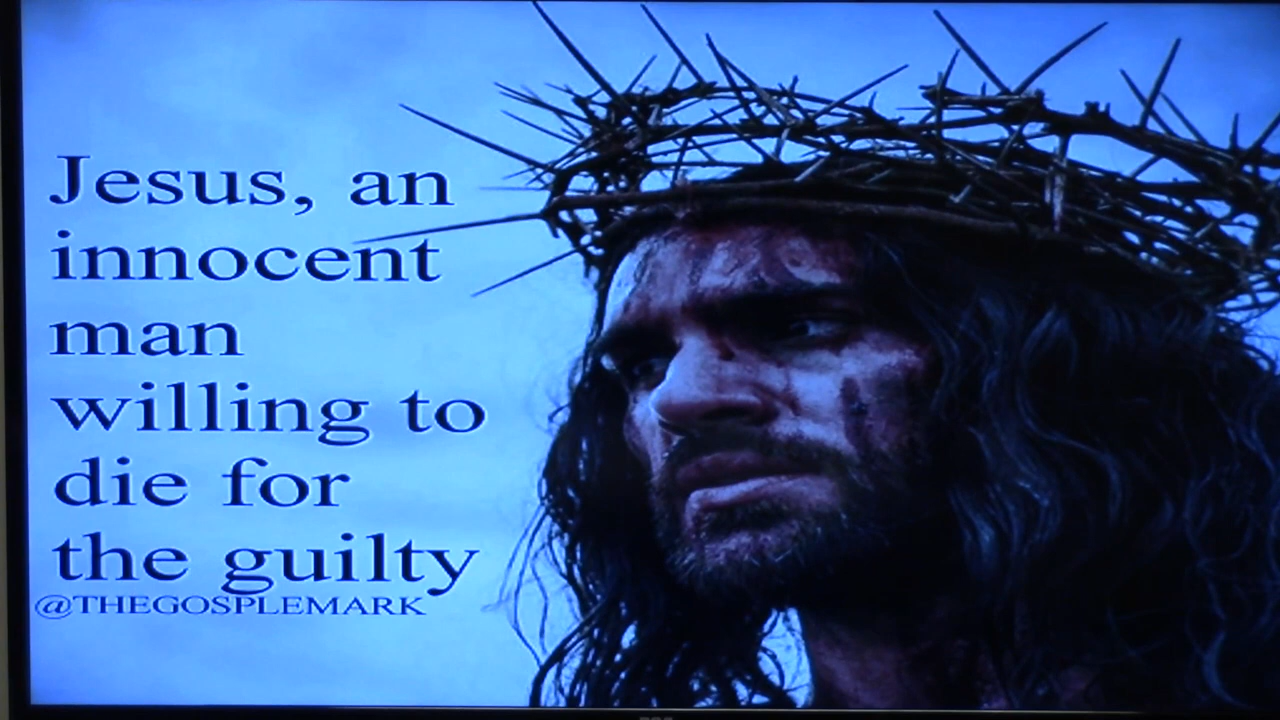 Jesus, an
innocent
man
willing to
die for
the guilty
@THEGOSPLEMARK